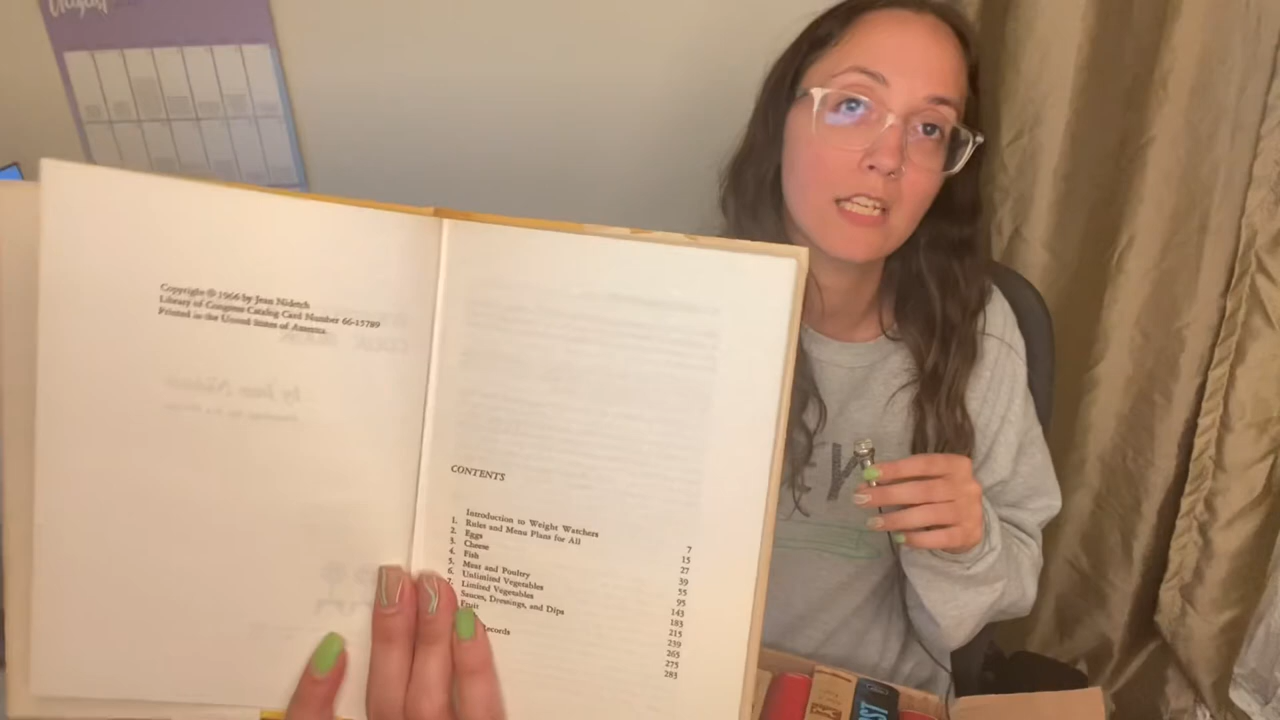 August
Copyright © 1966 by Jean Nidetch
Library of Congress Catalog Card Number 66-15789
Printed in the United States of America
CONTENTS
Introduction to Weight Watchers 7
1. Rules and Menu Plans for All 15
2. Eggs 27
3. Cheese 39
4. Fish 55
5. Meat and Poultry 95
6. Unlimited Vegetables 143
7. Limited Vegetables 183
Sauces, Dressings, and Dips 215
Fruit 239
Records 265
275
283